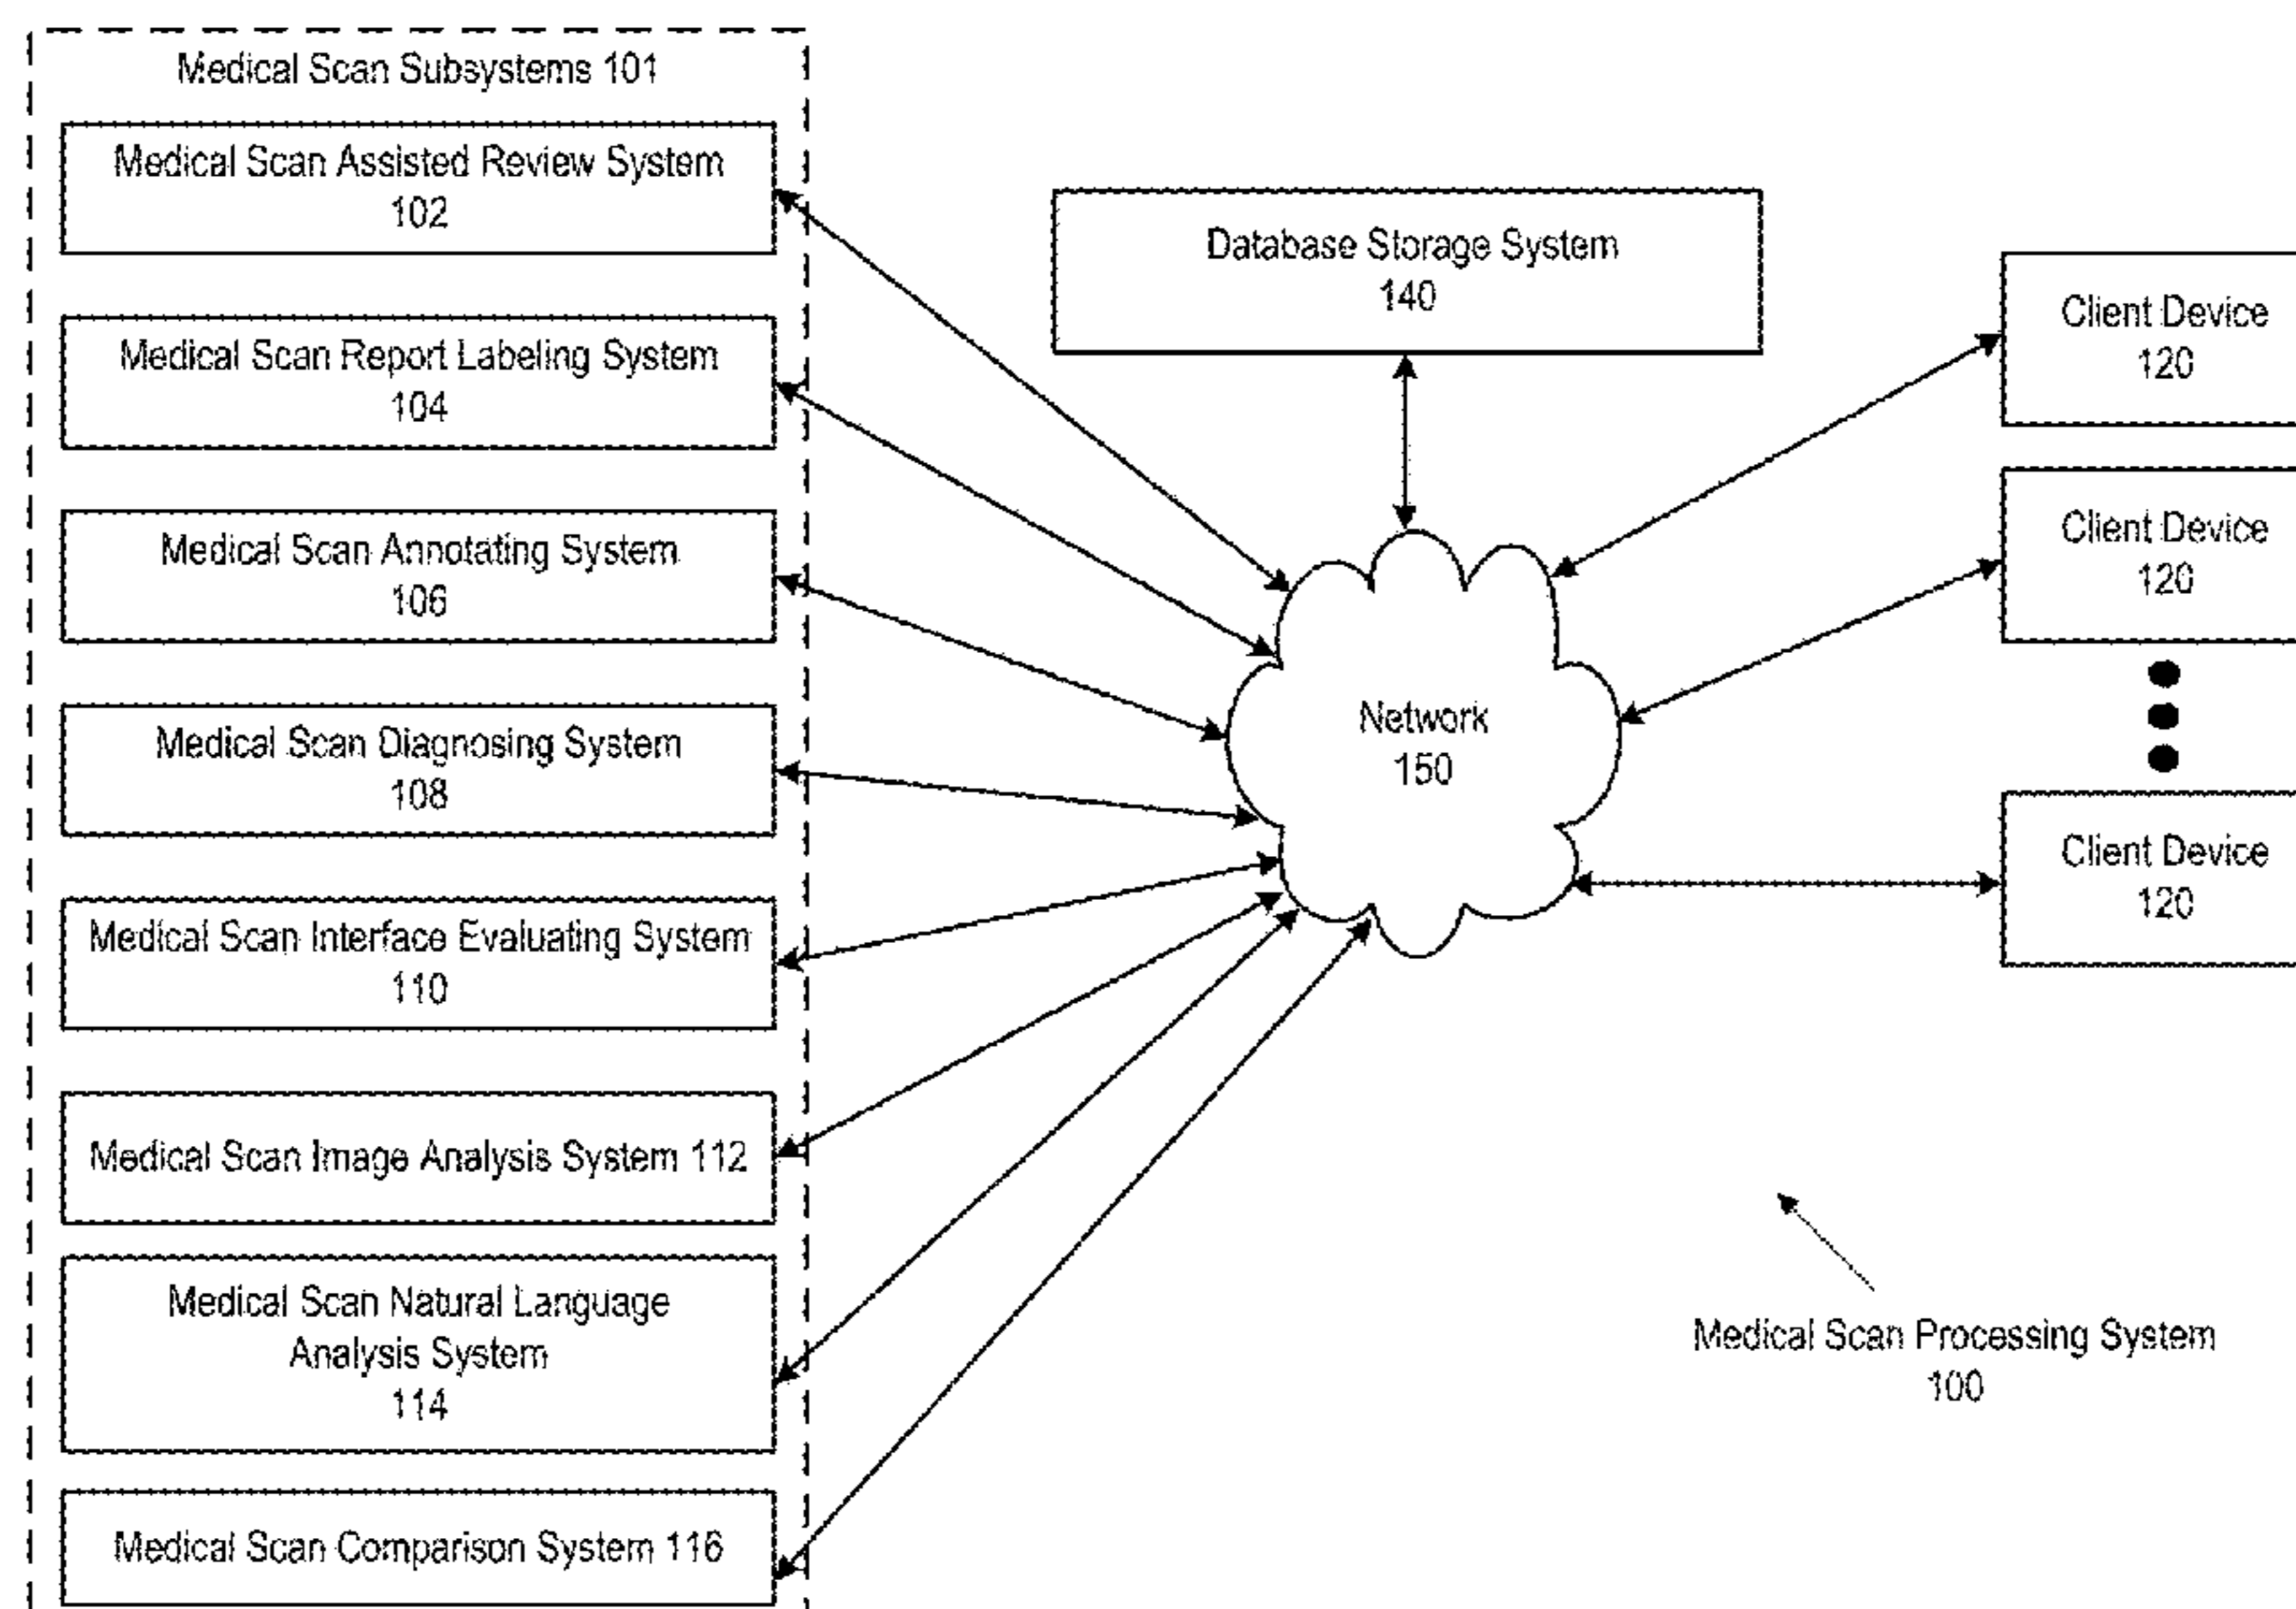 Medical Scan Subsystems 101
Medical Scan Assisted Review System
102
Medical Scan Report Labeling System
104
Medical Scan Annotating System
106
Medical Scan Diagnosing System
108
Medical Scan Interface Evaluating System
110
Medical Scan Image Analysis System 112
Medical Scan Natural Language
Analysis System
114
Medical Scan Comparison System 116
Database Storage System
140
Network
150
Client Device
120
Client Device
120
Client Device
120
Medical Scan Processing System
100